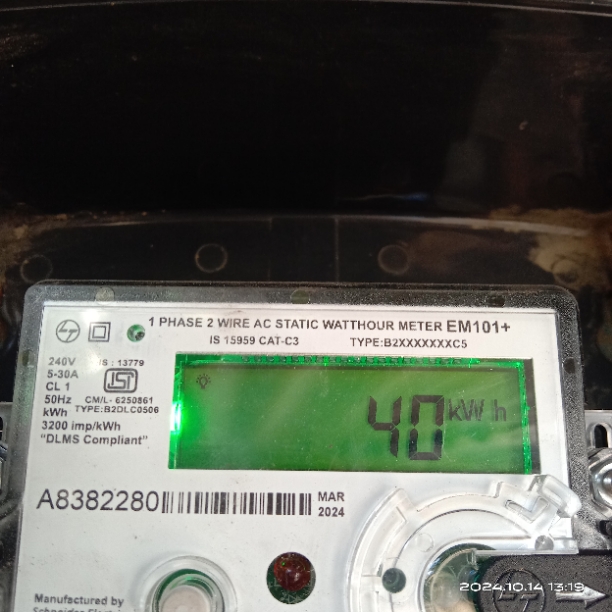 1 PHASE 2 WIRE AC STATIC WATTHOUR METER EM101+
IS 15959 CAT-C3 TYPE:B2XXXXXXXC5
240V IS : 13779
5-30A
CL 1
50Hz CM/L- 6250861
kWh TYPE:B2DLC0506
3200 imp/kWh
"DLMS Compliant"
40 kWh
A8382280 MAR
2024
Manufactured by
Schneider
2024.10.14 13:19